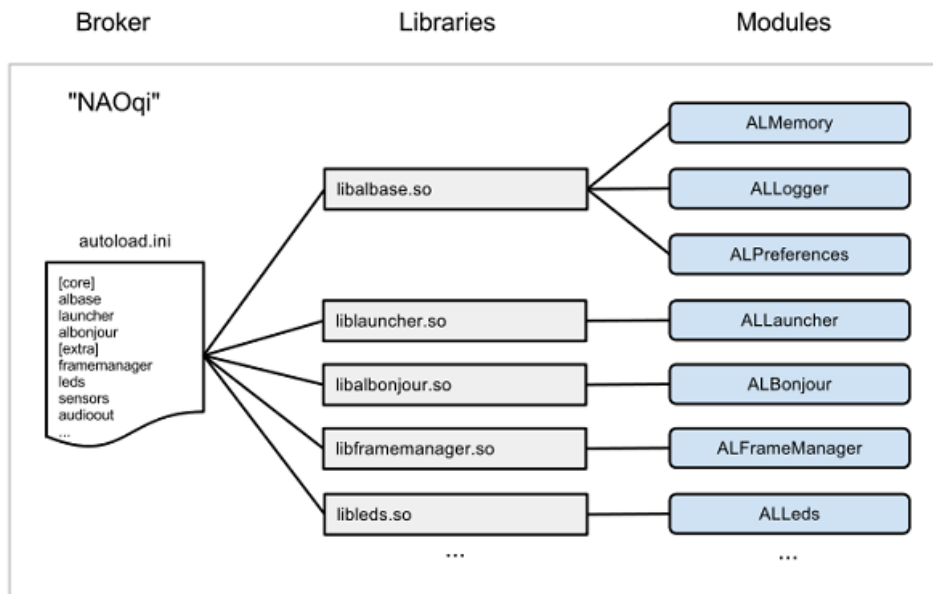 Broker
Libraries
Modules
"NAOqi"
autoload.ini
[core]
albase
launcher
albonjour
[extra]
framemanager
leds
sensors
audioout
...
libalbase.so
liblauncher.so
libalbonjour.so
libframemanager.so
libleds.so
...
ALMemory
ALLogger
ALPreferences
ALLauncher
ALBonjour
ALFrameManager
ALLeds
...